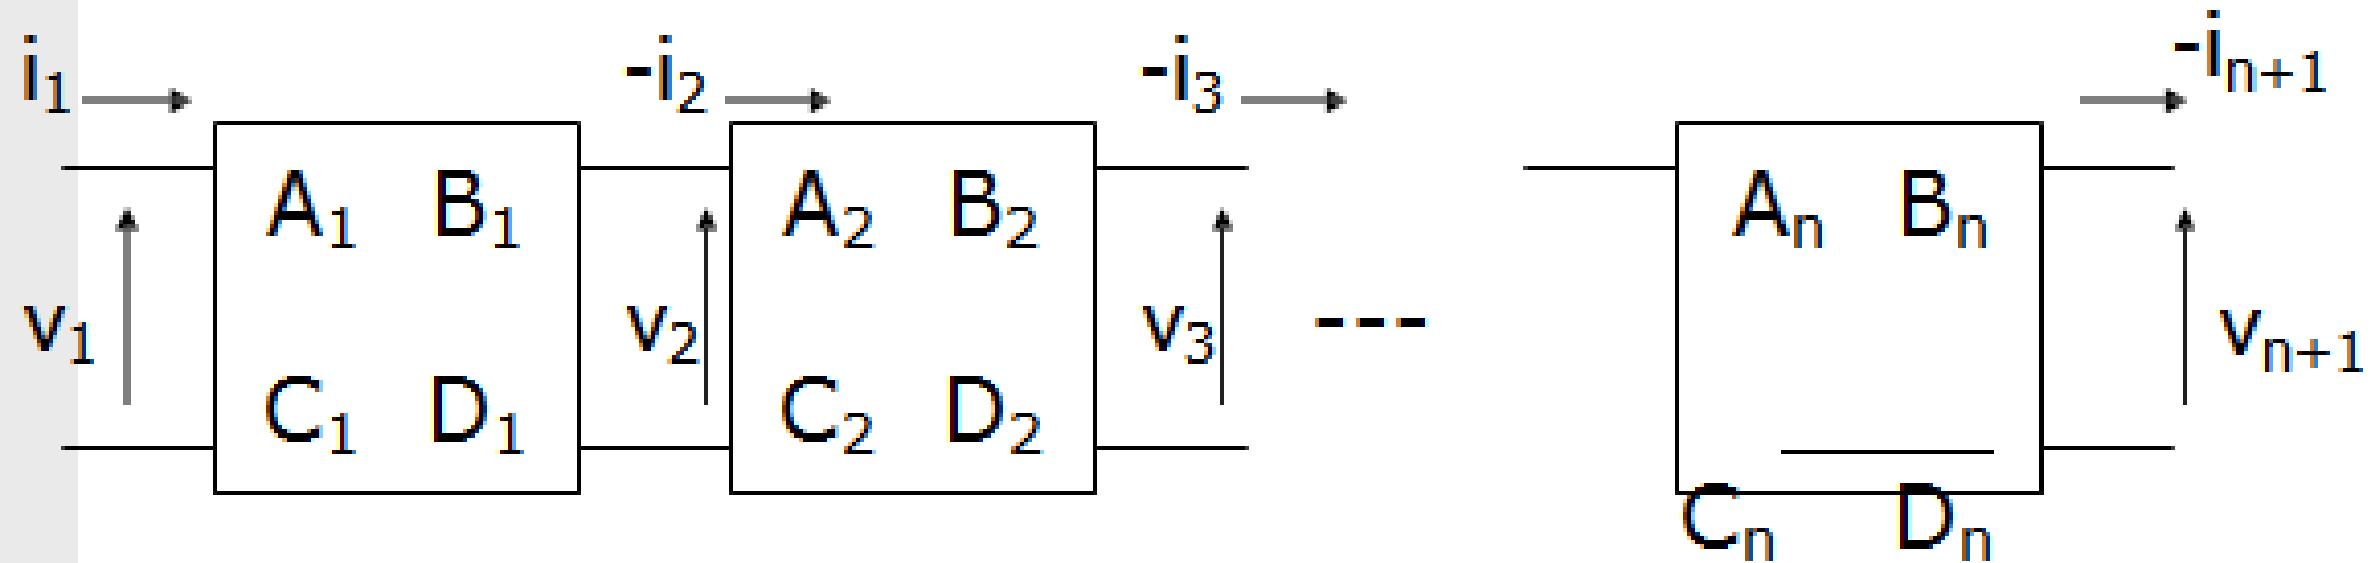 i₁ -i₂ -i₃ -iₙ₊₁
A₁ B₁ A₂ B₂ Aₙ Bₙ
v₁ v₂ v₃ --- vₙ₊₁
C₁ D₁ C₂ D₂
Cₙ Dₙ